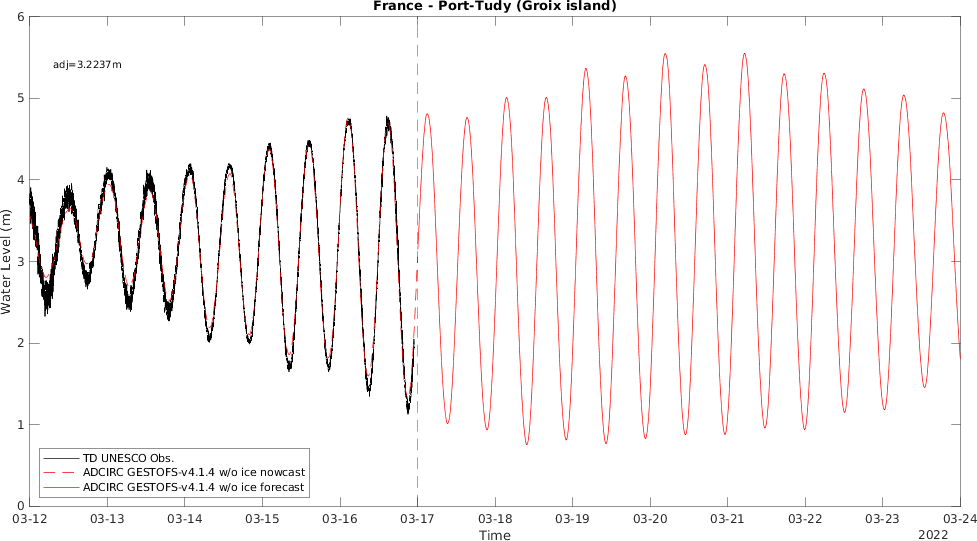 France - Port-Tudy (Groix island)
adj=3.2237m
Water Level (m)
6
5
4
3
2
1
0
TD UNESCO Obs.
ADCIRC GESTOFS-v4.1.4 w/o ice nowcast
ADCIRC GESTOFS-v4.1.4 w/o ice forecast
03-12 03-13 03-14 03-15 03-16 03-17 03-18 03-19 03-20 03-21 03-22 03-23 03-24
Time
2022